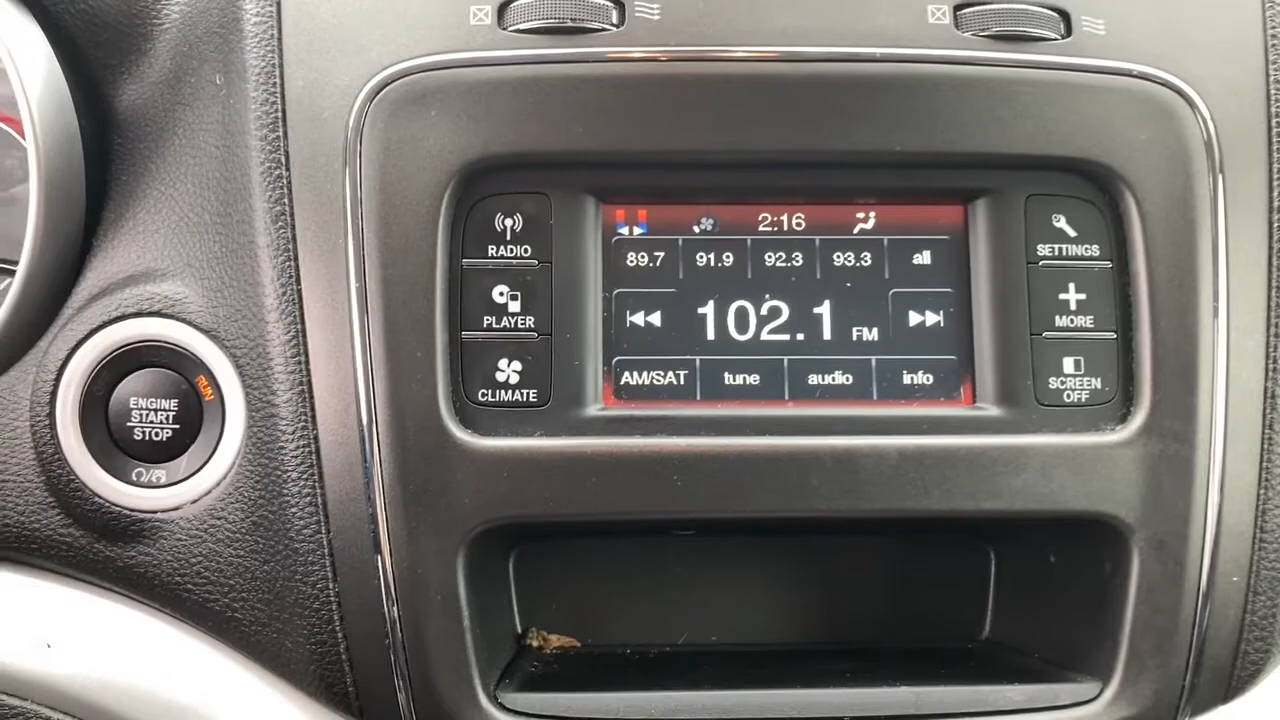 RADIO
PLAYER
CLIMATE
2:16
89.7 91.9 92.3 93.3 all
102.1 FM
AM/SAT tune audio info
SETTINGS
MORE
SCREEN
OFF
ENGINE
START
STOP
RUN